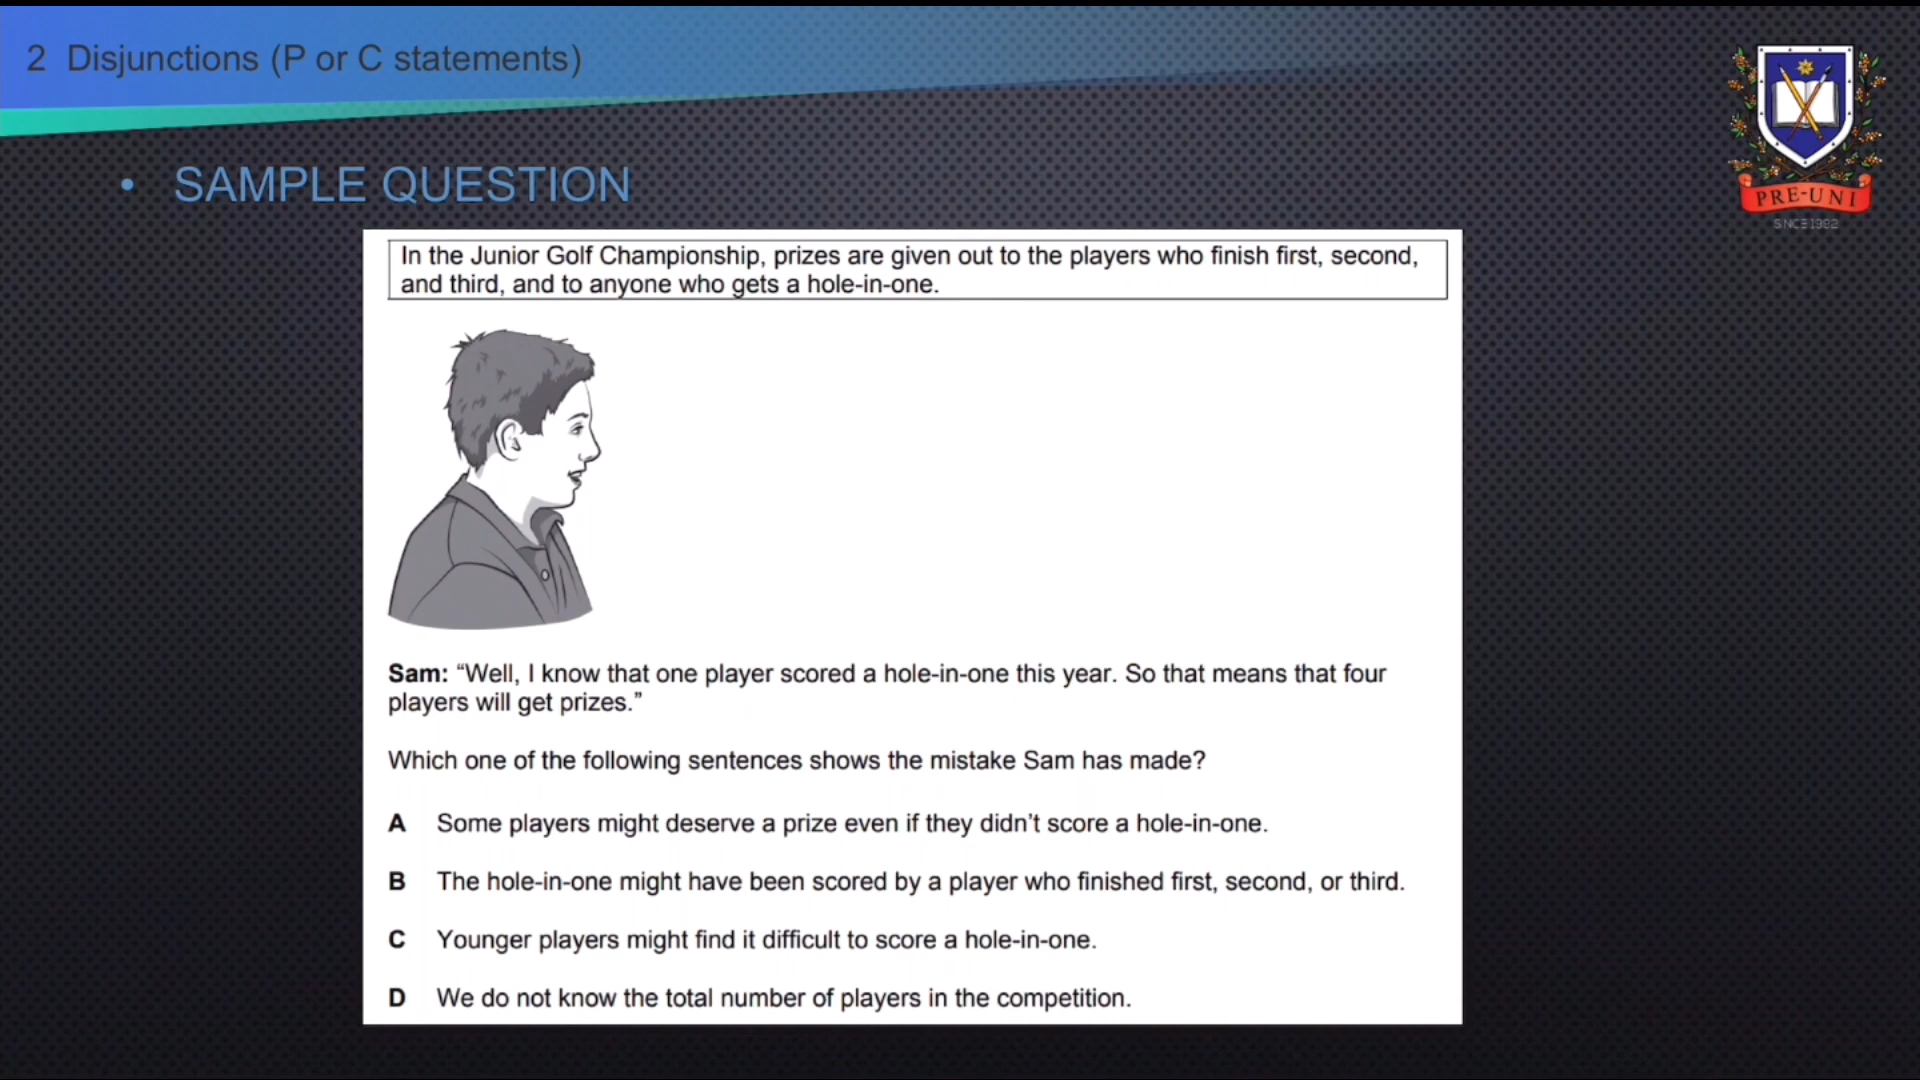 2 Disjunctions (P or C statements)
• SAMPLE QUESTION
PRE-UNI
SINCE 1982
In the Junior Golf Championship, prizes are given out to the players who finish first, second,
and third, and to anyone who gets a hole-in-one.
Sam: “Well, I know that one player scored a hole-in-one this year. So that means that four
players will get prizes.”
Which one of the following sentences shows the mistake Sam has made?
A Some players might deserve a prize even if they didn’t score a hole-in-one.
B The hole-in-one might have been scored by a player who finished first, second, or third.
C Younger players might find it difficult to score a hole-in-one.
D We do not know the total number of players in the competition.